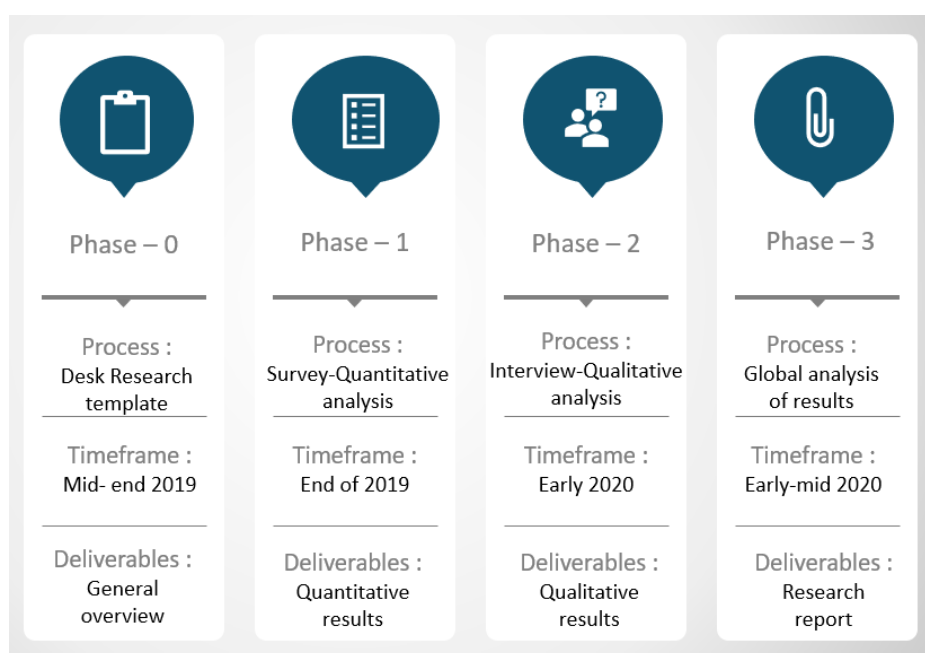 ?
Phase – 0
Process :
Desk Research
template
Timeframe :
Mid- end 2019
Deliverables :
General
overview
Phase – 1
Process :
Survey-Quantitative
analysis
Timeframe :
End of 2019
Deliverables :
Quantitative
results
Phase – 2
Process :
Interview-Qualitative
analysis
Timeframe :
Early 2020
Deliverables :
Qualitative
results
Phase – 3
Process :
Global analysis
of results
Timeframe :
Early-mid 2020
Deliverables :
Research
report